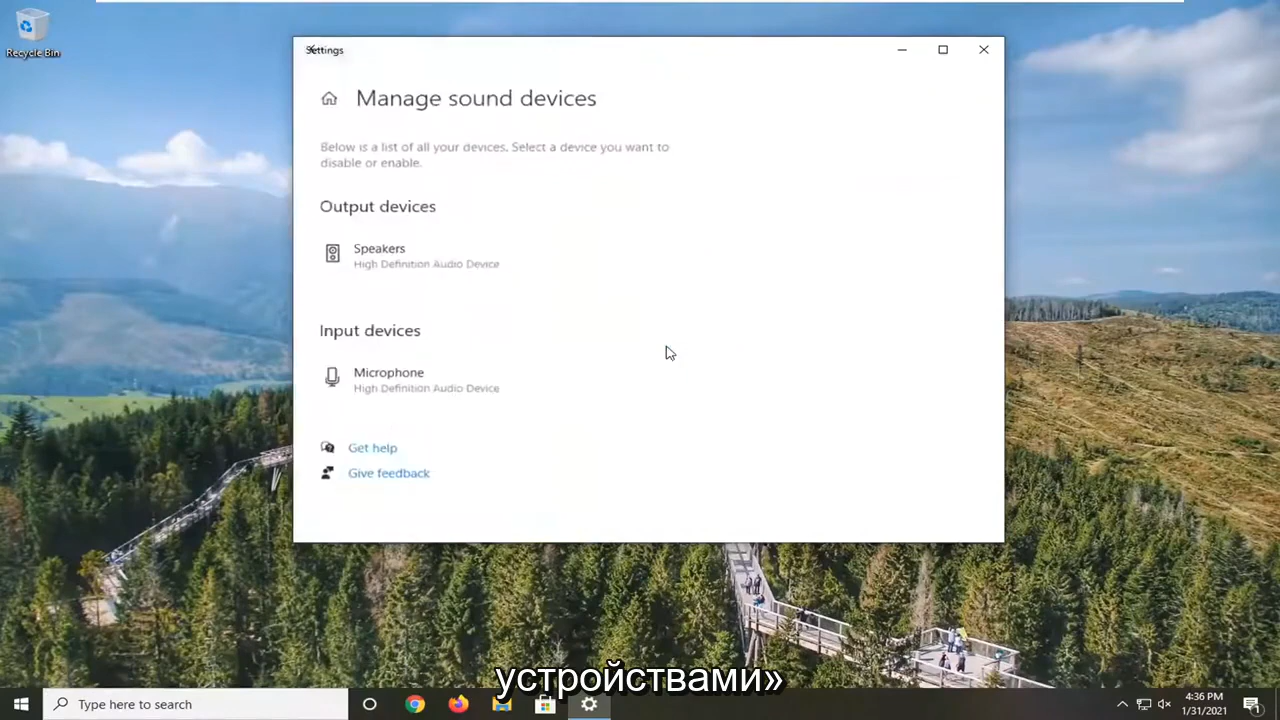 Recycle Bin
Settings
Manage sound devices
Below is a list of all your devices. Select a device you want to
disable or enable.
Output devices
Speakers
High Definition Audio Device
Input devices
Microphone
High Definition Audio Device
Get help
Give feedback
устройствами»
Type here to search
4:36 PM
1/31/2021
1